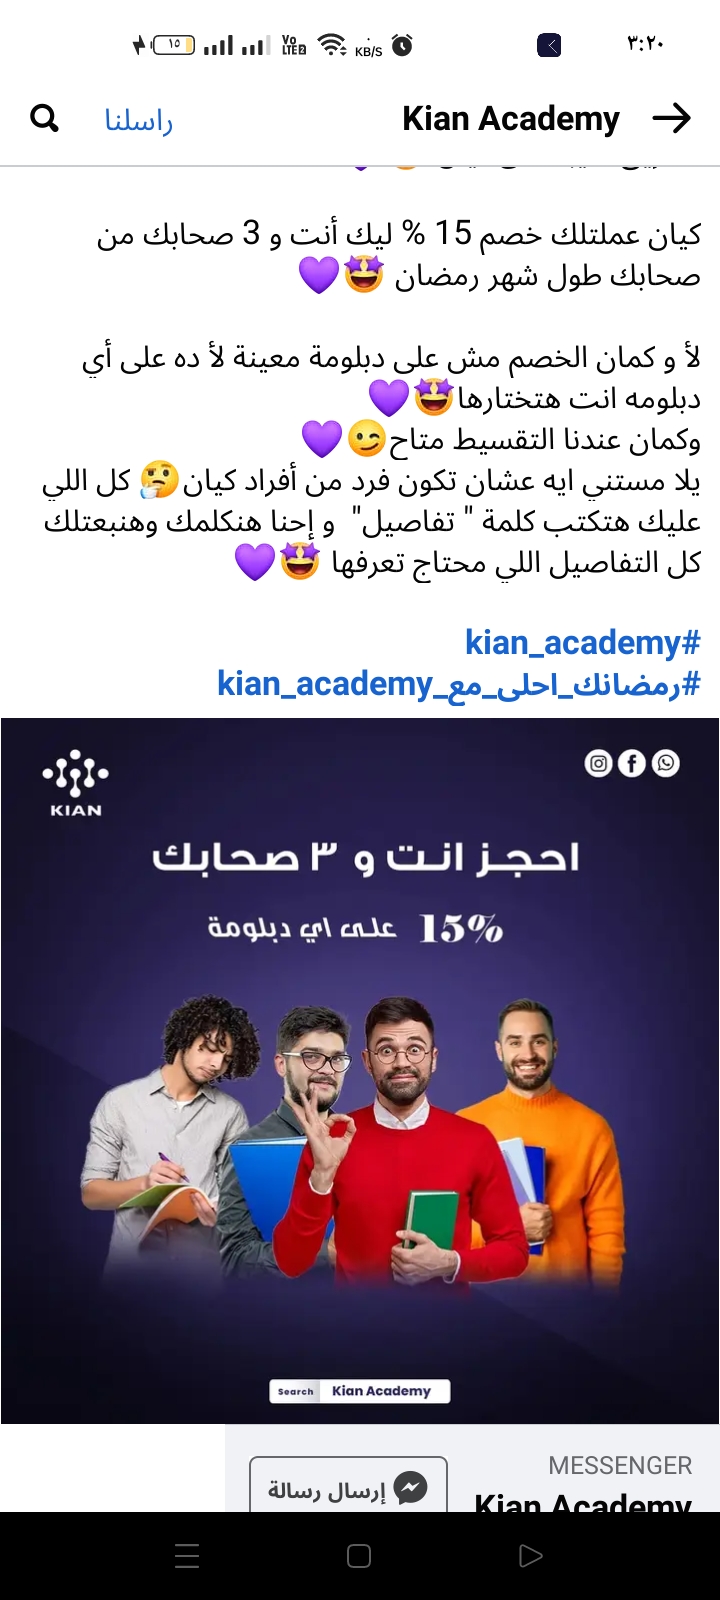 ١٥
Vo LTE2
KB/S
٣:٢٠
Kian Academy
راسلنا
كيان عملتلك خصم 15 % ليك أنت و 3 صحابك من
صحابك طول شهر رمضان 🤩💜
لأ و كمان الخصم مش على دبلومة معينة لأ ده على أي
دبلومه انت هتختارها🤩💜
وكمان عندنا التقسيط متاح😉💜
يلا مستني ايه عشان تكون فرد من أفراد كيان🤔 كل اللي
عليك هتكتب كلمة " تفاصيل" و إحنا هنكلمك وهنبعتلك
كل التفاصيل اللي محتاج تعرفها 🤩💜
#kian_academy
#رمضانك_احلى_مع_kian_academy
KIAN
احجز انت و ٣ صحابك
15% على اي دبلومة
Search Kian Academy
MESSENGER
Kian Academy
إرسال رسالة